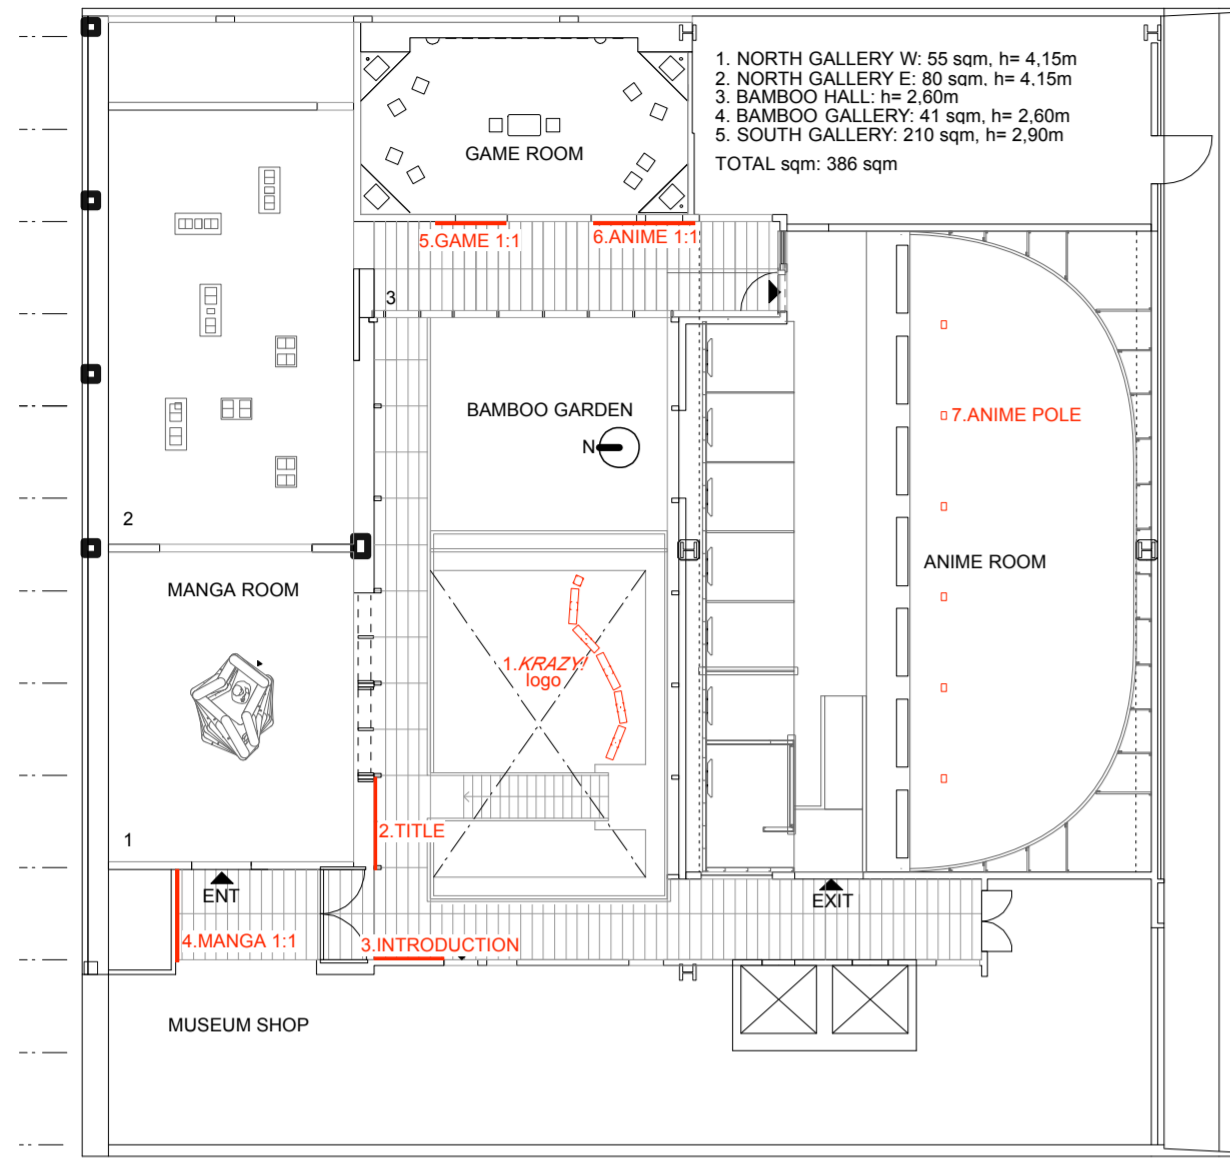 1. NORTH GALLERY W: 55 sqm, h= 4,15m
2. NORTH GALLERY E: 80 sqm, h= 4,15m
3. BAMBOO HALL: h= 2,60m
4. BAMBOO GALLERY: 41 sqm, h= 2,60m
5. SOUTH GALLERY: 210 sqm, h= 2,90m
TOTAL sqm: 386 sqm
GAME ROOM
5.GAME 1:1
6.ANIME 1:1
3
BAMBOO GARDEN
N
7.ANIME POLE
2
MANGA ROOM
ANIME ROOM
1.KRAZY!
logo
1
2.TITLE
ENT
EXIT
4.MANGA 1:1
3.INTRODUCTION
MUSEUM SHOP